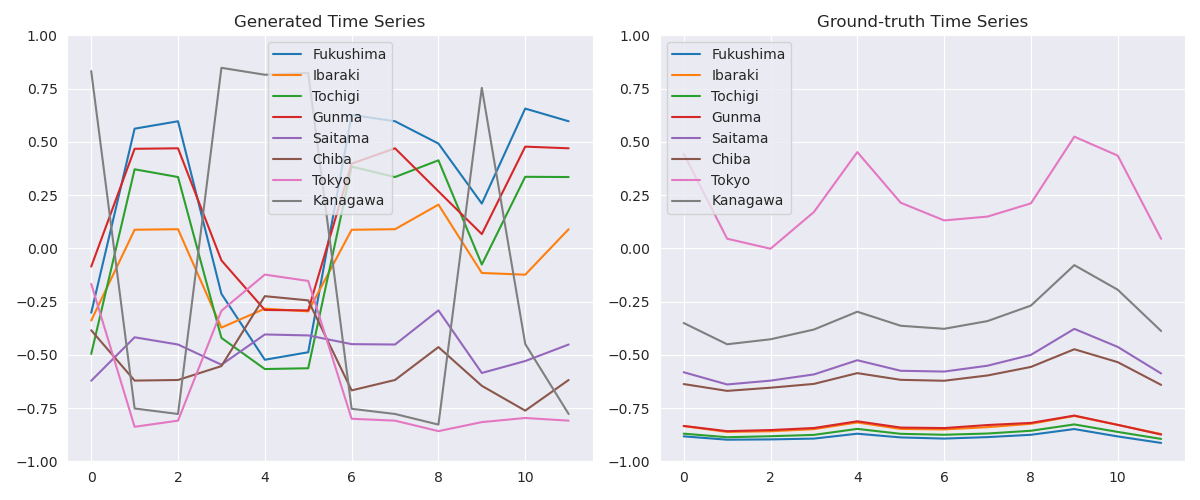 Generated Time Series
1.00
0.75
0.50
0.25
0.00
−0.25
−0.50
−0.75
−1.00
0 2 4 6 8 10
Fukushima
Ibaraki
Tochigi
Gunma
Saitama
Chiba
Tokyo
Kanagawa
Ground-truth Time Series
1.00
0.75
0.50
0.25
0.00
−0.25
−0.50
−0.75
−1.00
0 2 4 6 8 10
Fukushima
Ibaraki
Tochigi
Gunma
Saitama
Chiba
Tokyo
Kanagawa